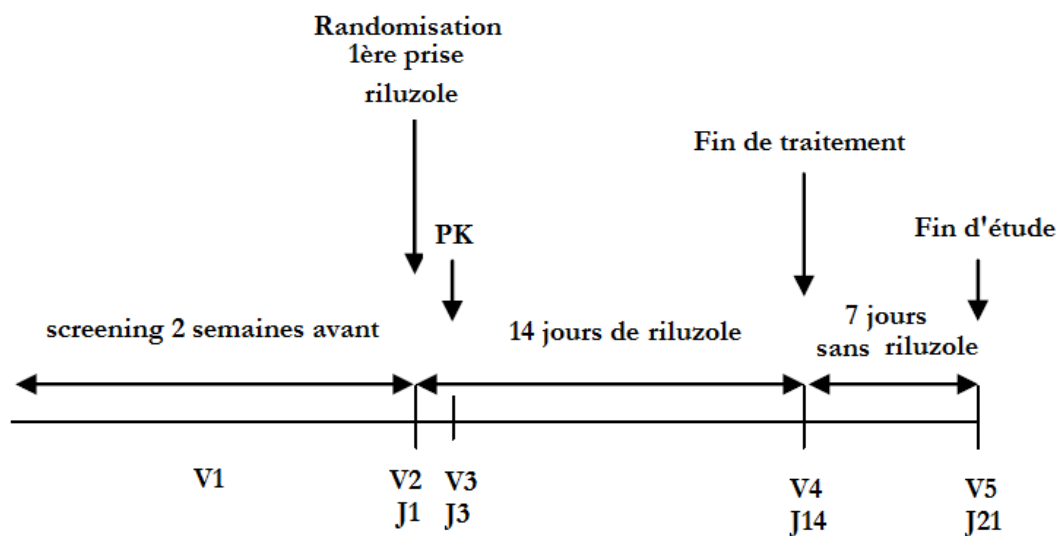 Randomisation
1ère prise
riluzole
Fin de traitement
PK
Fin d'étude
screening 2 semaines avant
14 jours de riluzole
7 jours
sans riluzole
V1
V2
J1
V3
J3
V4
J14
V5
J21